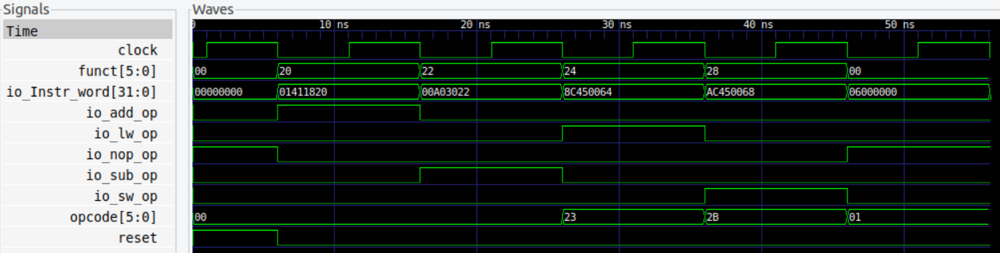 Signals Waves
Time 0 10 ns 20 ns 30 ns 40 ns 50 ns
clock
funct[5:0] 00 20 22 24 28 00
io_Instr_word[31:0] 00000000 01411820 00A03022 8C450064 AC450068 06000000
io_add_op
io_lw_op
io_nop_op
io_sub_op
io_sw_op
opcode[5:0] 00 23 2B 01
reset